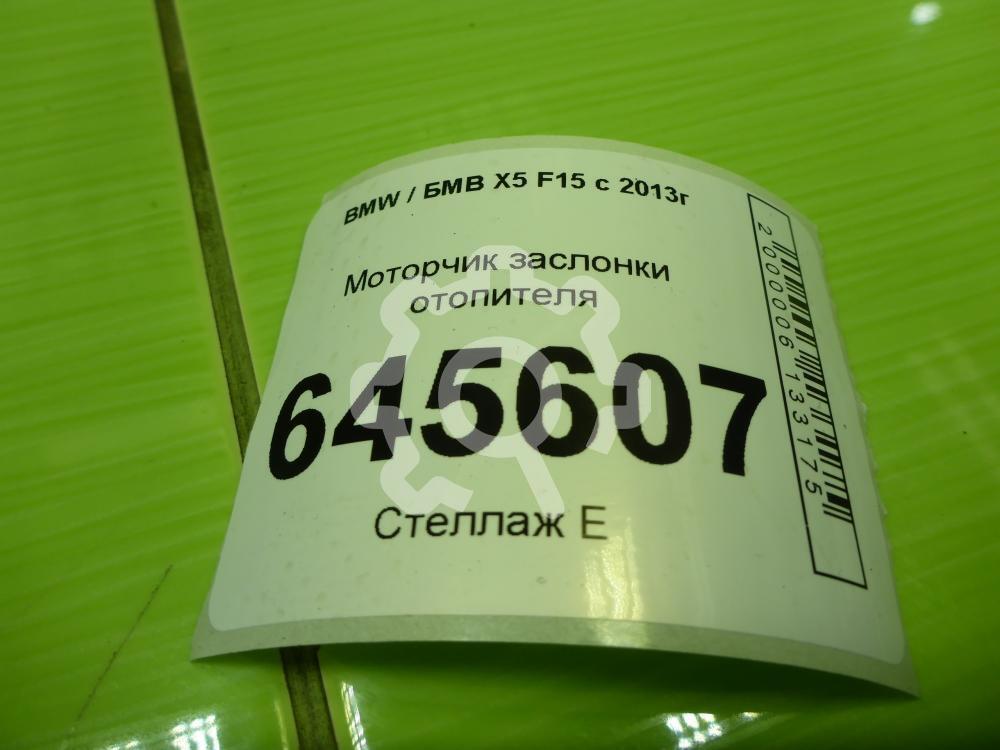 BMW / БМВ X5 F15 с 2013г
Моторчик заслонки
отопителя
645607
Стеллаж Е
2000006133175